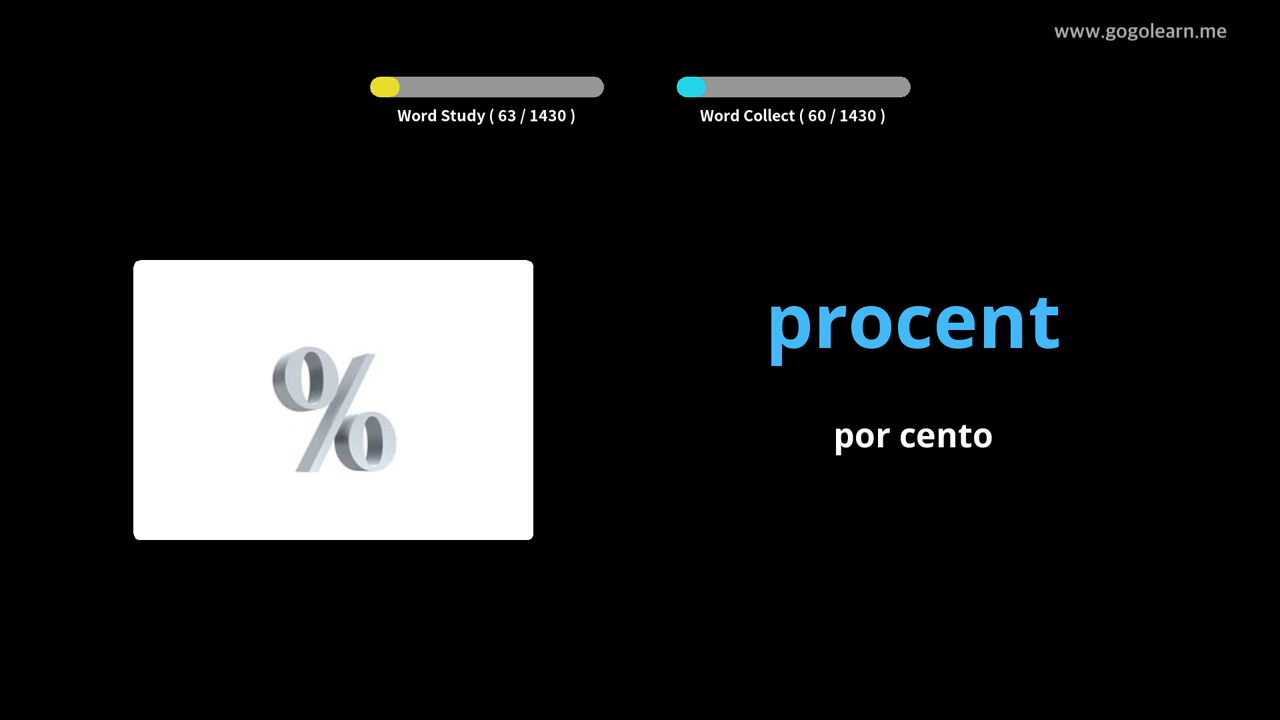 www.gogolearn.me
Word Study ( 63 / 1430 )
Word Collect ( 60 / 1430 )
%
procent
por cento